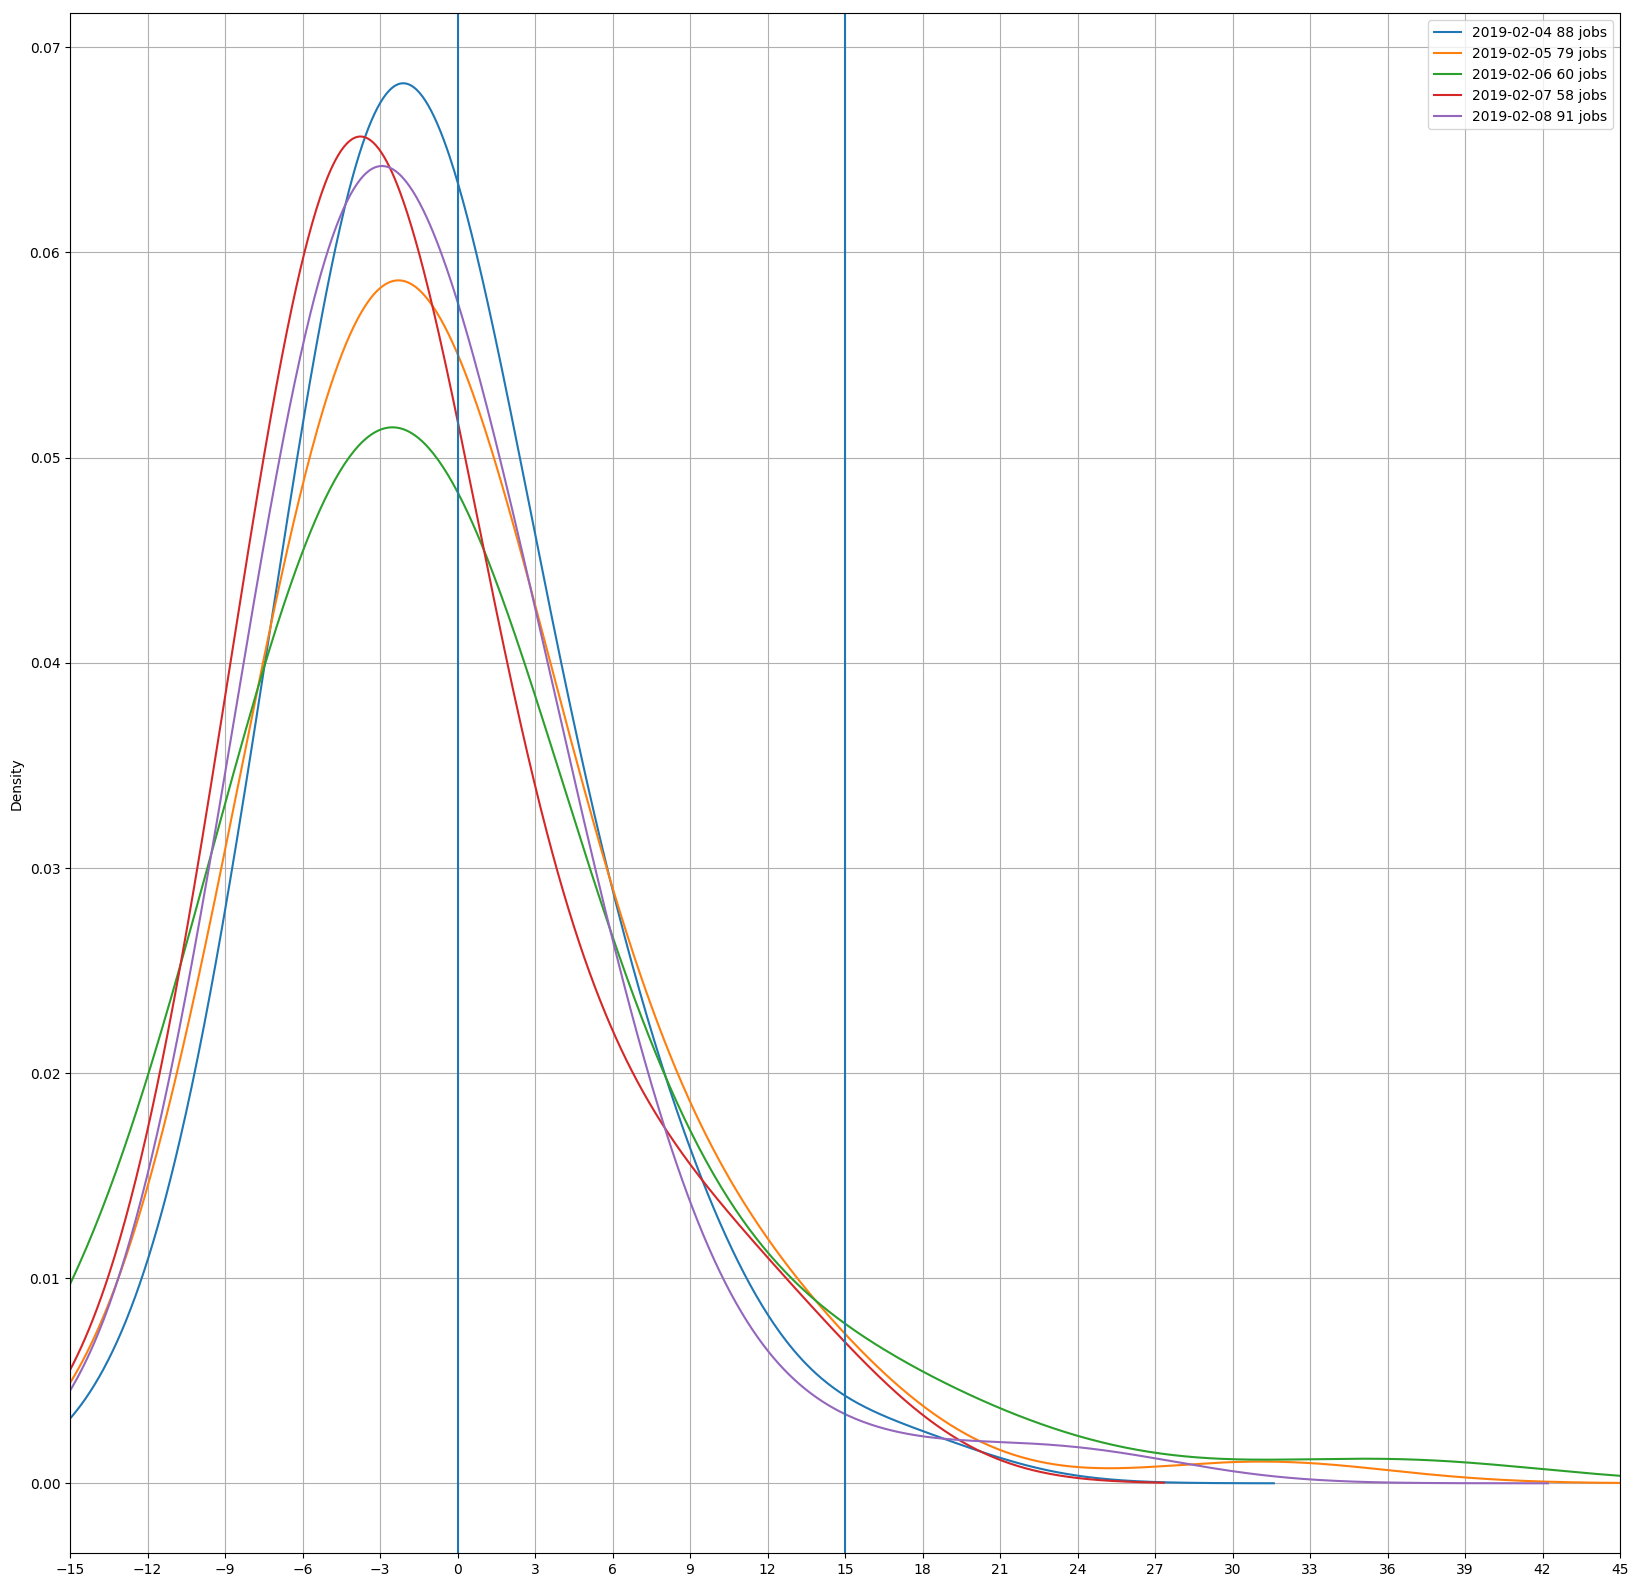 2019-02-04 88 jobs
2019-02-05 79 jobs
2019-02-06 60 jobs
2019-02-07 58 jobs
2019-02-08 91 jobs
0.07
0.06
0.05
0.04
0.03
0.02
0.01
0.00
Density
−15 −12 −9 −6 −3 0 3 6 9 12 15 18 21 24 27 30 33 36 39 42 45